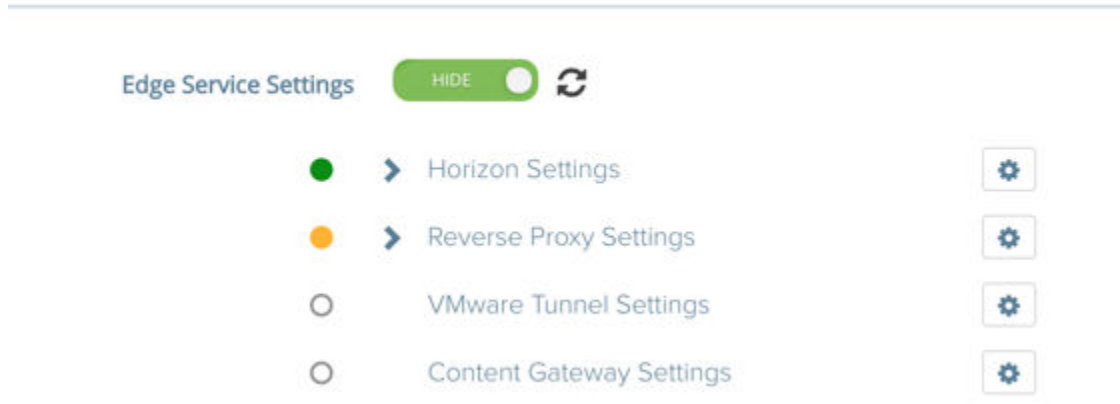 Edge Service Settings HIDE
Horizon Settings
Reverse Proxy Settings
VMware Tunnel Settings
Content Gateway Settings